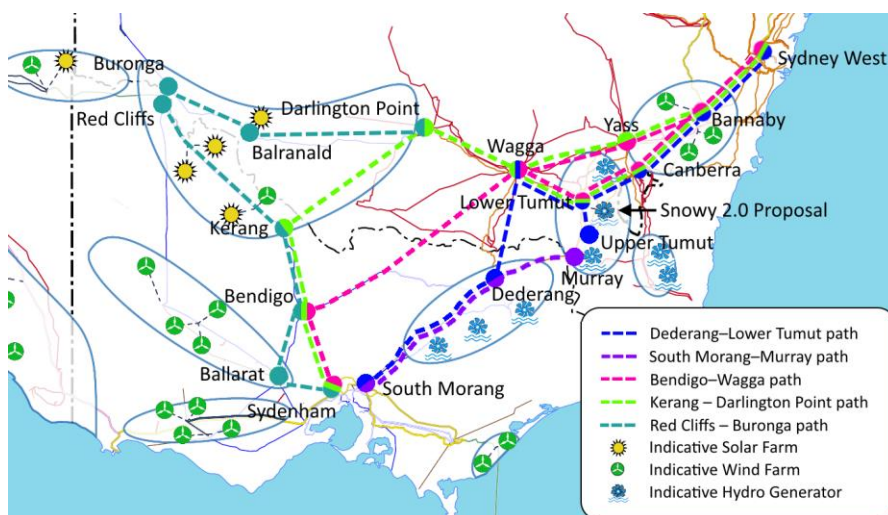 Buronga
Sydney West
Red Cliffs
Darlington Point
Bannaby
Yass
Balranald
Wagga
Canberra
Lower Tumut
Snowy 2.0 Proposal
Kerang
Upper Tumut
Murray
Dederang
Bendigo
Ballarat
South Morang
Sydenham
Dederang–Lower Tumut path
South Morang–Murray path
Bendigo–Wagga path
Kerang – Darlington Point path
Red Cliffs – Buronga path
Indicative Solar Farm
Indicative Wind Farm
Indicative Hydro Generator